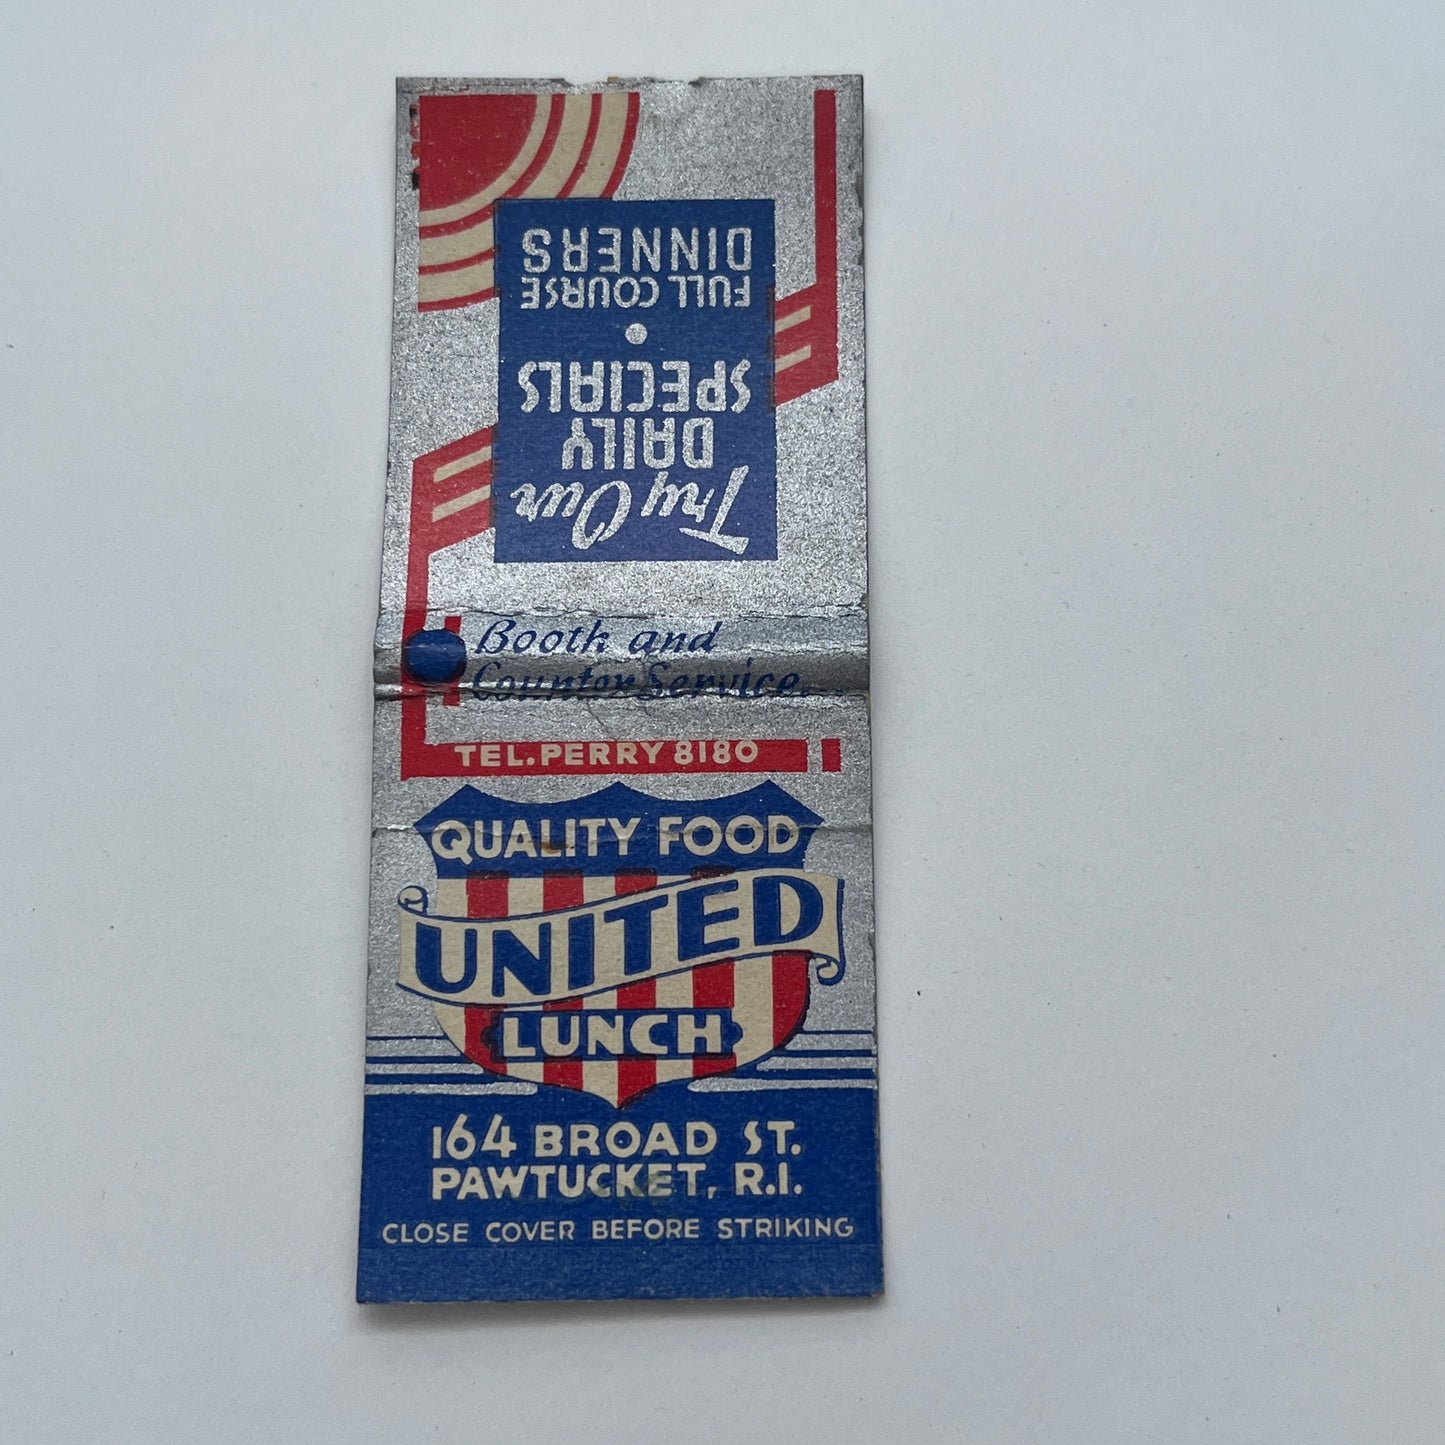 Try Our
DAILY
SPECIALS
•
FULL COURSE
DINNERS
Booth and
Counter Service
TEL. PERRY 8180
QUALITY FOOD
UNITED
LUNCH
164 BROAD ST.
PAWTUCKET, R.I.
CLOSE COVER BEFORE STRIKING